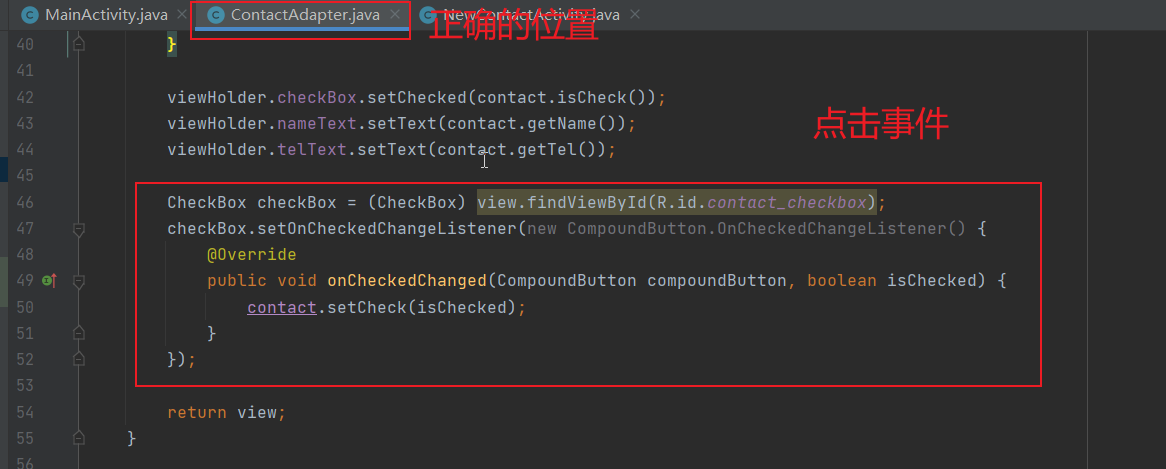 MainActivity.java
ContactAdapter.java
NewContactActivity.java
正确的位置
40 }
41
42 viewHolder.checkBox.setChecked(contact.isCheck());
43 viewHolder.nameText.setText(contact.getName());
点击事件
44 viewHolder.telText.setText(contact.getTel());
45
46 CheckBox checkBox = (CheckBox) view.findViewById(R.id.contact_checkbox);
47 checkBox.setOnCheckedChangeListener(new CompoundButton.OnCheckedChangeListener() {
48 @Override
49 public void onCheckedChanged(CompoundButton compoundButton, boolean isChecked) {
50 contact.setCheck(isChecked);
51 }
52 });
53
54 return view;
55 }
56